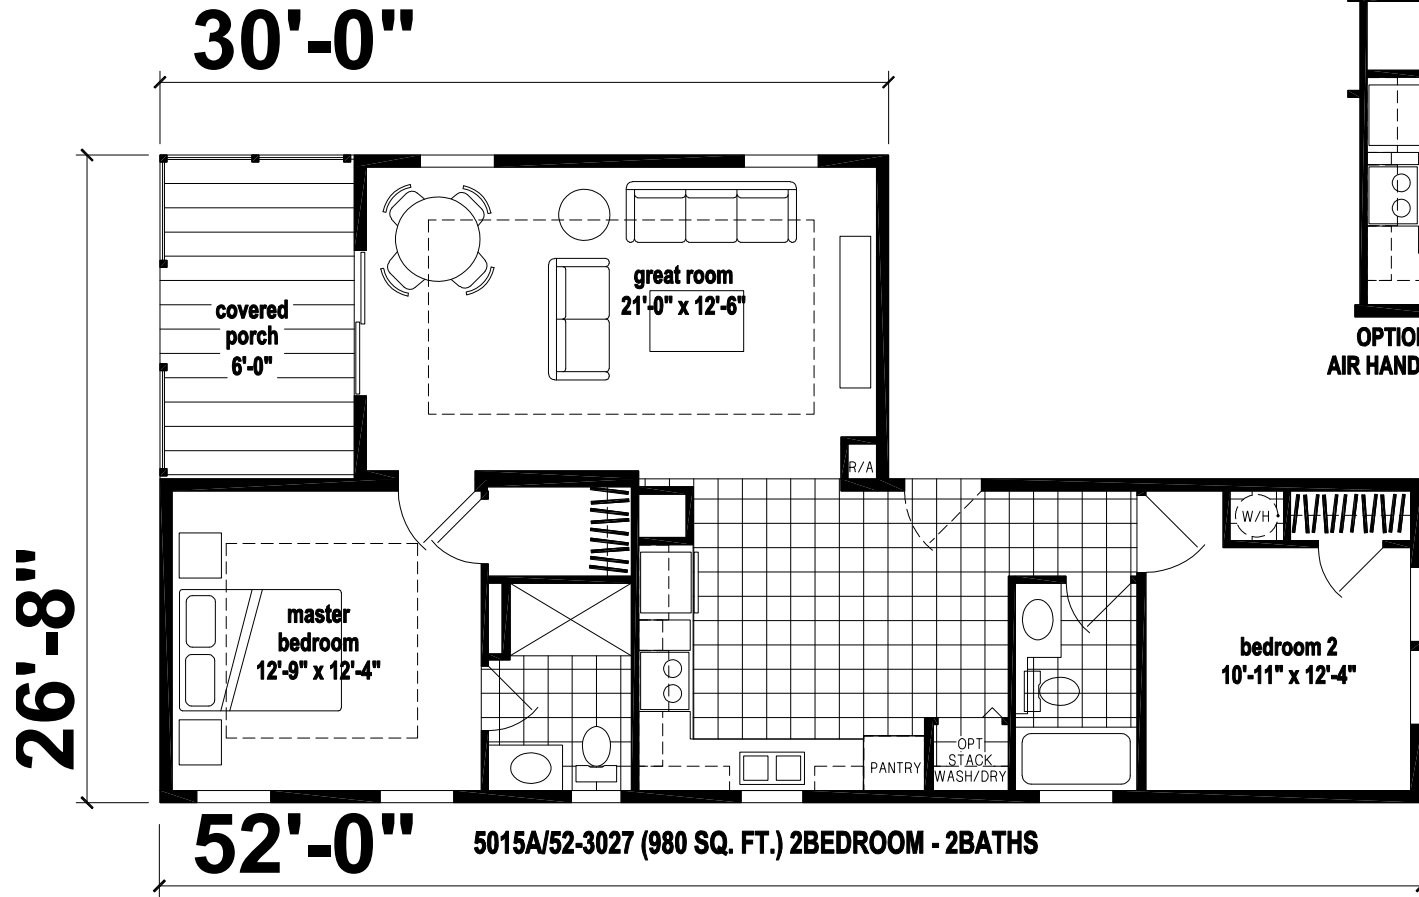 30'-0"
great room
21'-0" x 12'-6"
covered
porch
6'-0"
OPTIO
AIR HAND
R/A
W/H
26'-8"
master
bedroom
12'-9" x 12'-4"
bedroom 2
10'-11" x 12'-4"
PANTRY
OPT
STACK
WASH/DRY
52'-0"
5015A/52-3027 (980 SQ. FT.) 2BEDROOM - 2BATHS